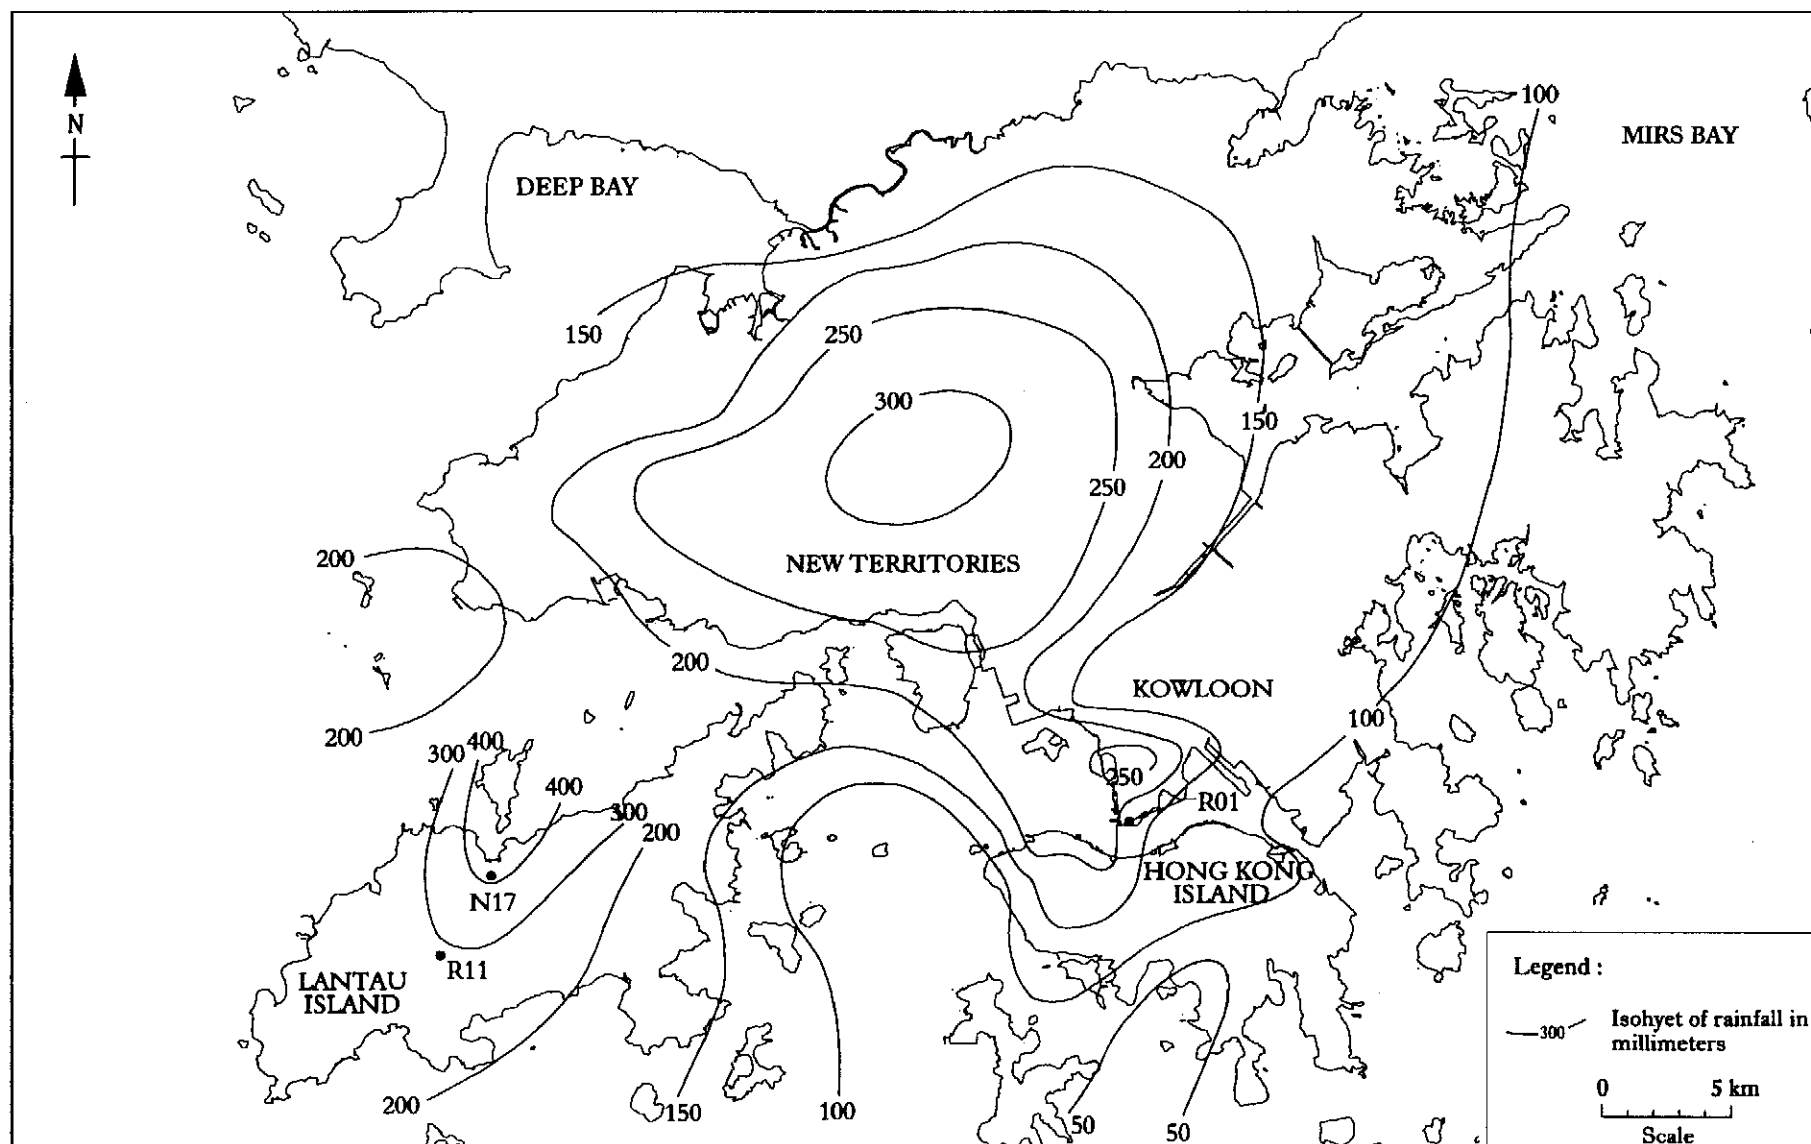 100
MIRS BAY
N
DEEP BAY
150
250
300
150
200
250
200
NEW TERRITORIES
200
KOWLOON
100
200
300
400
250
400
R01
300
200
HONG KONG
ISLAND
N17
R11
LANTAU
ISLAND
200
150
100
50
50
Legend :
300
Isohyet of rainfall in
millimeters
0
5 km
Scale